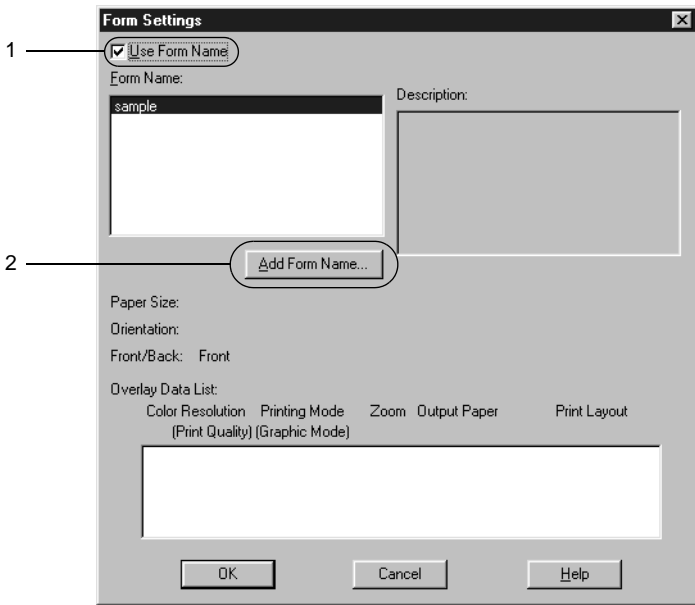 Form Settings
1
Use Form Name
Form Name:
Description:
sample
2
Add Form Name...
Paper Size:
Orientation:
Front/Back: Front
Overlay Data List:
Color Resolution Printing Mode Zoom Output Paper Print Layout
(Print Quality) (Graphic Mode)
OK Cancel Help